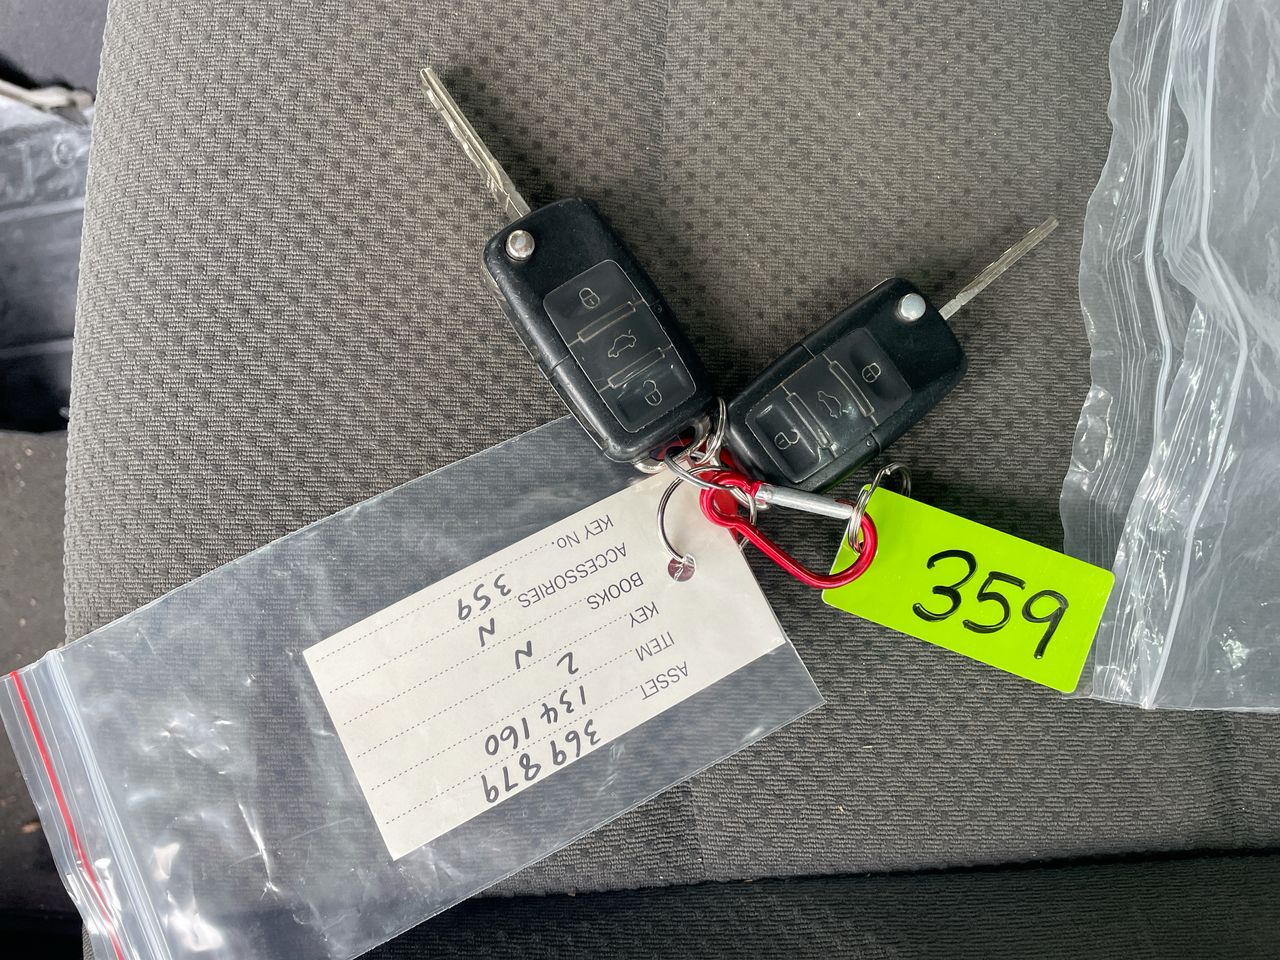 ASSET 369879
ITEM 134160
KEY 2
BOOKS N
ACCESSORIES N
KEY No. 359
359